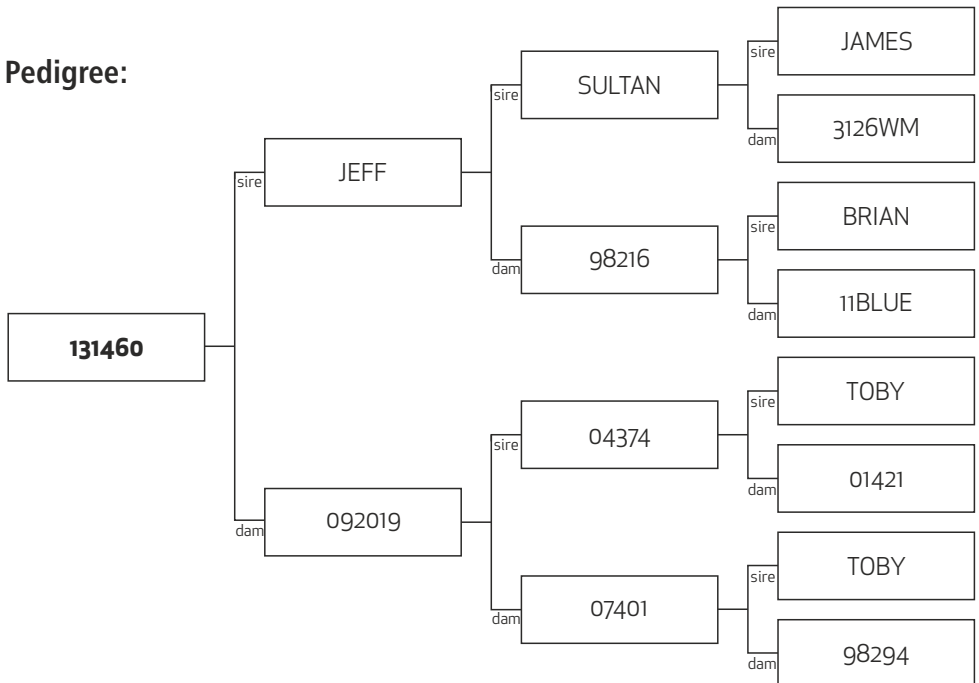 Pedigree:
131460
sire
JEFF
dam
092019
sire
SULTAN
dam
98216
sire
04374
dam
07401
sire
JAMES
dam
3126WM
sire
BRIAN
dam
11BLUE
sire
TOBY
dam
01421
sire
TOBY
dam
98294